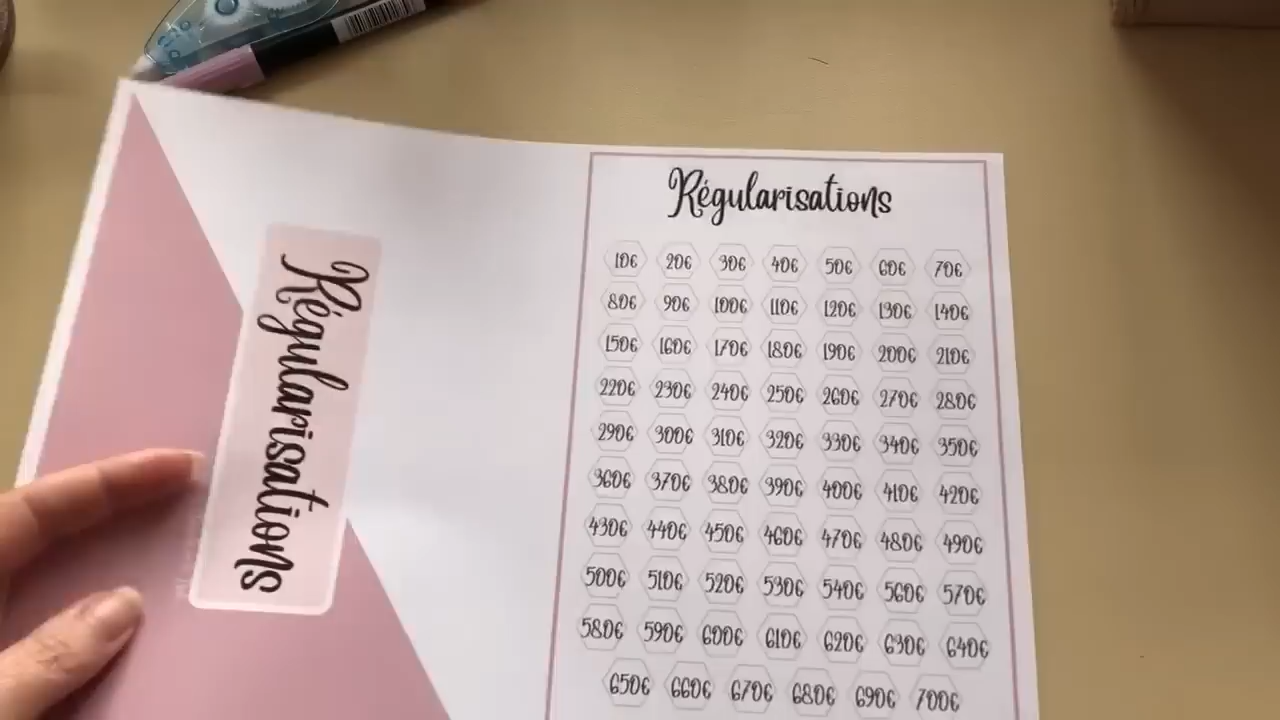 Régularisations
Régularisations
10€ 20€ 30€ 40€ 50€ 60€ 70€
80€ 90€ 100€ 110€ 120€ 130€ 140€
150€ 160€ 170€ 180€ 190€ 200€ 210€
220€ 230€ 240€ 250€ 260€ 270€ 280€
290€ 300€ 310€ 320€ 330€ 340€ 350€
360€ 370€ 380€ 390€ 400€ 410€ 420€
430€ 440€ 450€ 460€ 470€ 480€ 490€
500€ 510€ 520€ 530€ 540€ 560€ 570€
580€ 590€ 600€ 610€ 620€ 630€ 640€
650€ 660€ 670€ 680€ 690€ 700€